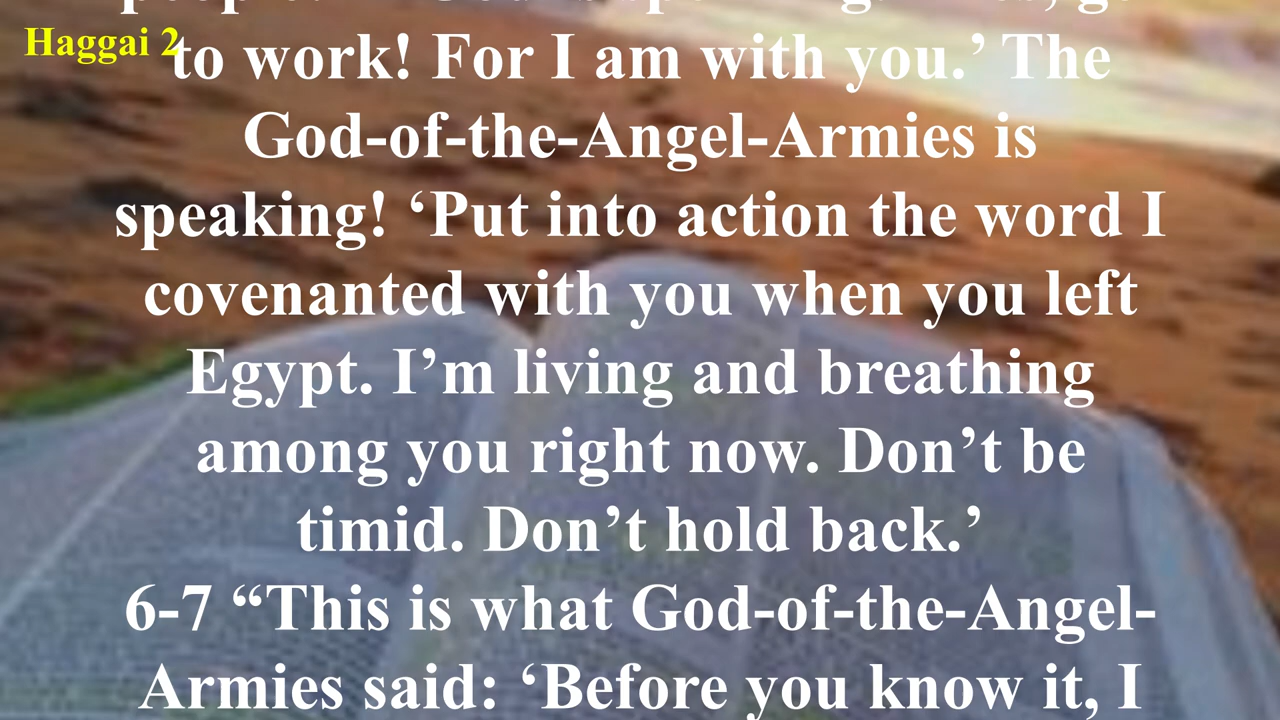 Haggai 2
to work! For I am with you.’ The
God-of-the-Angel-Armies is
speaking! ‘Put into action the word I
covenanted with you when you left
Egypt. I’m living and breathing
among you right now. Don’t be
timid. Don’t hold back.’
6-7 “This is what God-of-the-Angel-
Armies said: ‘Before you know it, I